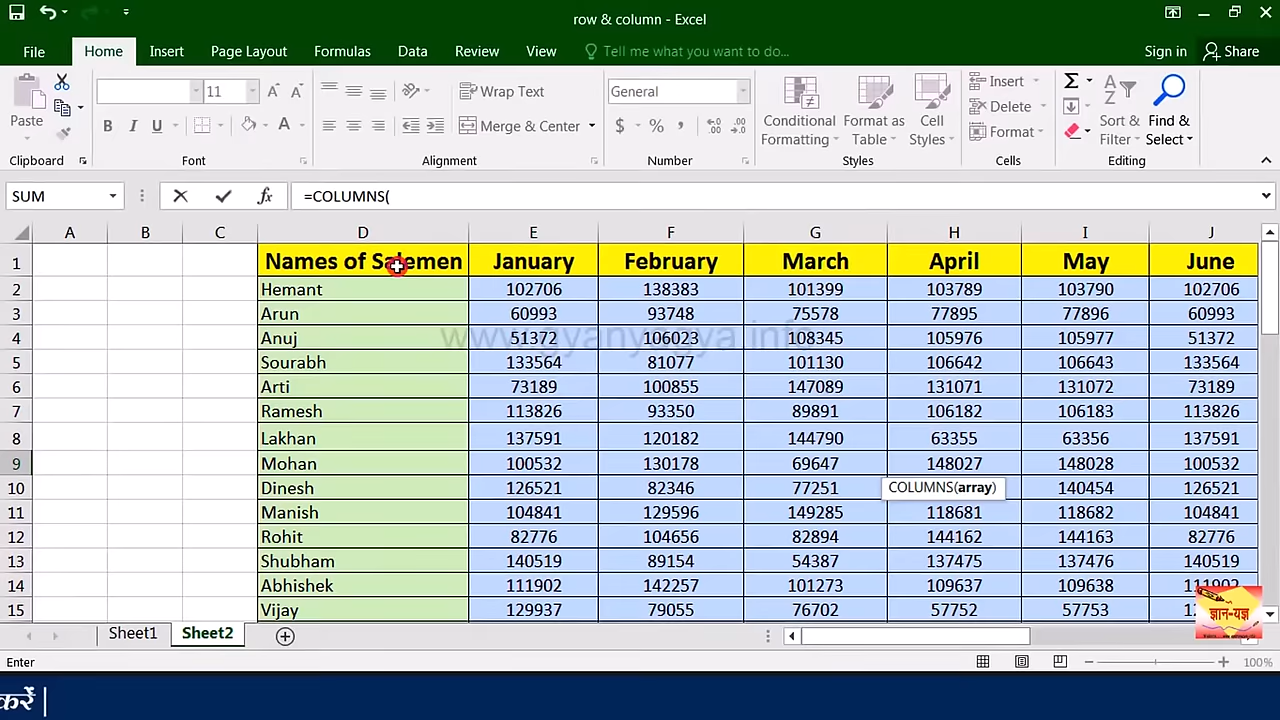 row & column - Excel
File Home Insert Page Layout Formulas Data Review View Tell me what you want to do... Sign in Share
11 Wrap Text General Insert
Paste B I U Merge & Center $ % Conditional Formatting Format as Table Cell Styles Delete Format Sort & Filter Find & Select
Clipboard Font Alignment Number Styles Cells Editing
SUM fx =COLUMNS(
A B C D E F G H I J
1 Names of Salemen January February March April May June
2 Hemant 102706 138383 101399 103789 103790 102706
3 Arun 60993 93748 75578 77895 77896 60993
4 Anuj 51372 106023 108345 105976 105977 51372
www.gyanyagya.info
5 Sourabh 133564 81077 101130 106642 106643 133564
6 Arti 73189 100855 147089 131071 131072 73189
7 Ramesh 113826 93350 89891 106182 106183 113826
8 Lakhan 137591 120182 144790 63355 63356 137591
9 Mohan 100532 130178 69647 148027 148028 100532
10 Dinesh 126521 82346 77251 COLUMNS(array) 140454 126521
11 Manish 104841 129596 149285 118681 118682 104841
12 Rohit 82776 104656 82894 144162 144163 82776
13 Shubham 140519 89154 54387 137475 137476 140519
14 Abhishek 111902 142257 101273 109637 109638 111902
15 Vijay 129937 79055 76702 57752 57753
ज्ञान-यज्ञ
Sheet1 Sheet2
Enter 100%
करें |